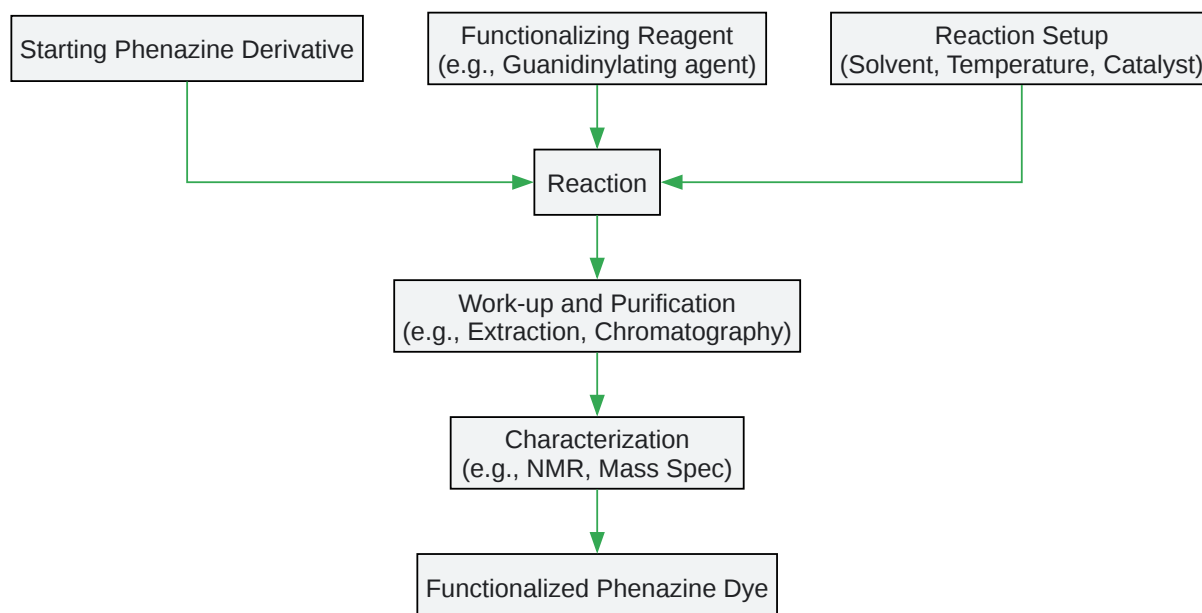 Starting Phenazine Derivative
Functionalizing Reagent
(e.g., Guanidinylating agent)
Reaction Setup
(Solvent, Temperature, Catalyst)
Reaction
Work-up and Purification
(e.g., Extraction, Chromatography)
Characterization
(e.g., NMR, Mass Spec)
Functionalized Phenazine Dye